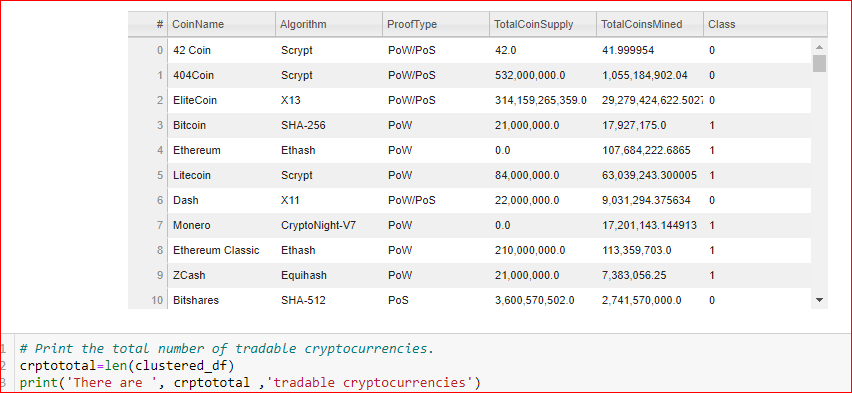 # CoinName Algorithm ProofType TotalCoinSupply TotalCoinsMined Class
0 42 Coin Scrypt PoW/PoS 42.0 41.999954 0
1 404Coin Scrypt PoW/PoS 532,000,000.0 1,055,184,902.04 0
2 EliteCoin X13 PoW/PoS 314,159,265,359.0 29,279,424,622.5027 0
3 Bitcoin SHA-256 PoW 21,000,000.0 17,927,175.0 1
4 Ethereum Ethash PoW 0.0 107,684,222.6865 1
5 Litecoin Scrypt PoW 84,000,000.0 63,039,243.300005 1
6 Dash X11 PoW/PoS 22,000,000.0 9,031,294.375634 0
7 Monero CryptoNight-V7 PoW 0.0 17,201,143.144913 1
8 Ethereum Classic Ethash PoW 210,000,000.0 113,359,703.0 1
9 ZCash Equihash PoW 21,000,000.0 7,383,056.25 1
10 Bitshares SHA-512 PoS 3,600,570,502.0 2,741,570,000.0 0
1 # Print the total number of tradable cryptocurrencies.
2 crptototal=len(clustered_df)
3 print('There are ', crptototal ,'tradable cryptocurrencies')